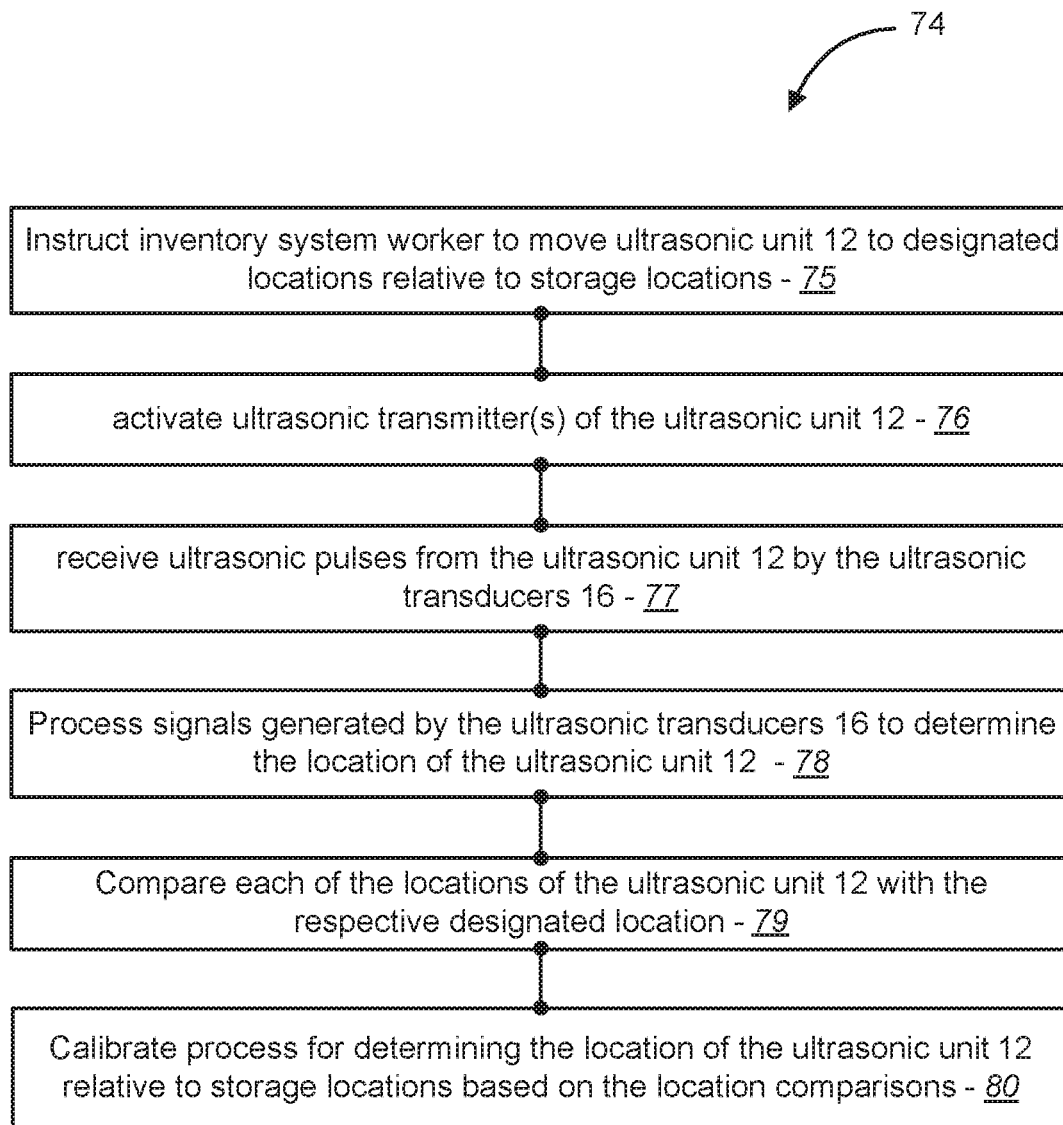 74
Instruct inventory system worker to move ultrasonic unit 12 to designated
locations relative to storage locations - 75
activate ultrasonic transmitter(s) of the ultrasonic unit 12 - 76
receive ultrasonic pulses from the ultrasonic unit 12 by the ultrasonic
transducers 16 - 77
Process signals generated by the ultrasonic transducers 16 to determine
the location of the ultrasonic unit 12 - 78
Compare each of the locations of the ultrasonic unit 12 with the
respective designated location - 79
Calibrate process for determining the location of the ultrasonic unit 12
relative to storage locations based on the location comparisons - 80